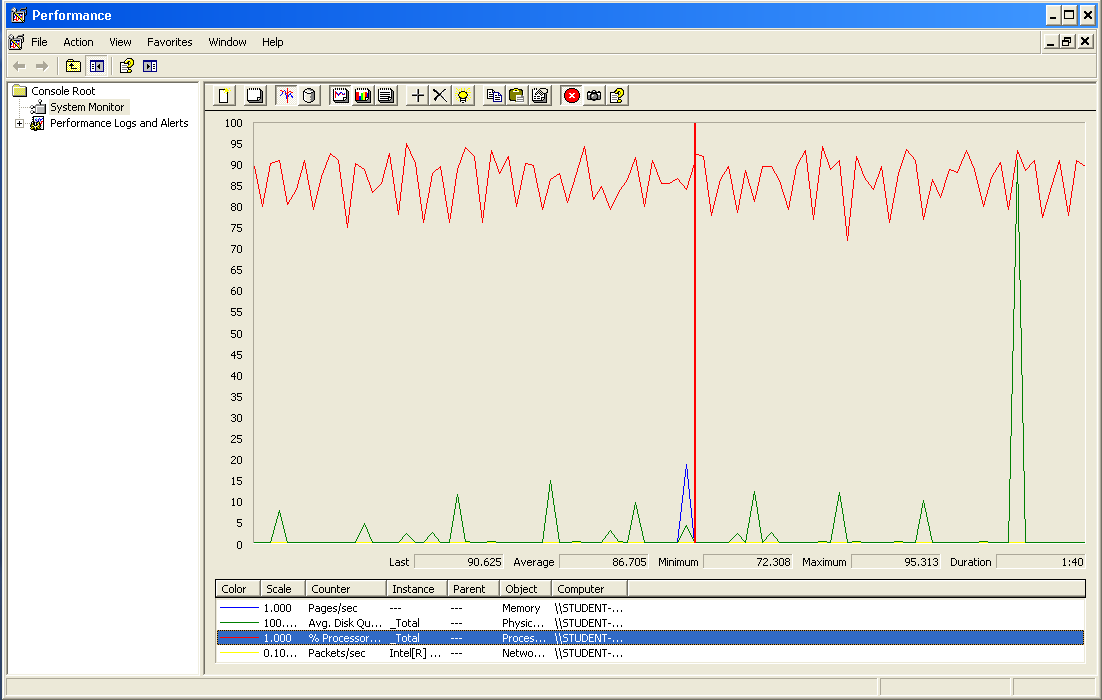 Performance
File Action View Favorites Window Help
Console Root
System Monitor
Performance Logs and Alerts
100
95
90
85
80
75
70
65
60
55
50
45
40
35
30
25
20
15
10
5
0
Last 90.625 Average 86.705 Minimum 72.308 Maximum 95.313 Duration 1:40
Color Scale Counter Instance Parent Object Computer
1.000 Pages/sec --- --- Memory \\STUDENT-...
100.... Avg. Disk Qu... _Total --- Physic... \\STUDENT-...
1.000 % Processor... _Total --- Proces... \\STUDENT-...
0.10... Packets/sec Intel[R] ... --- Netwo... \\STUDENT-...